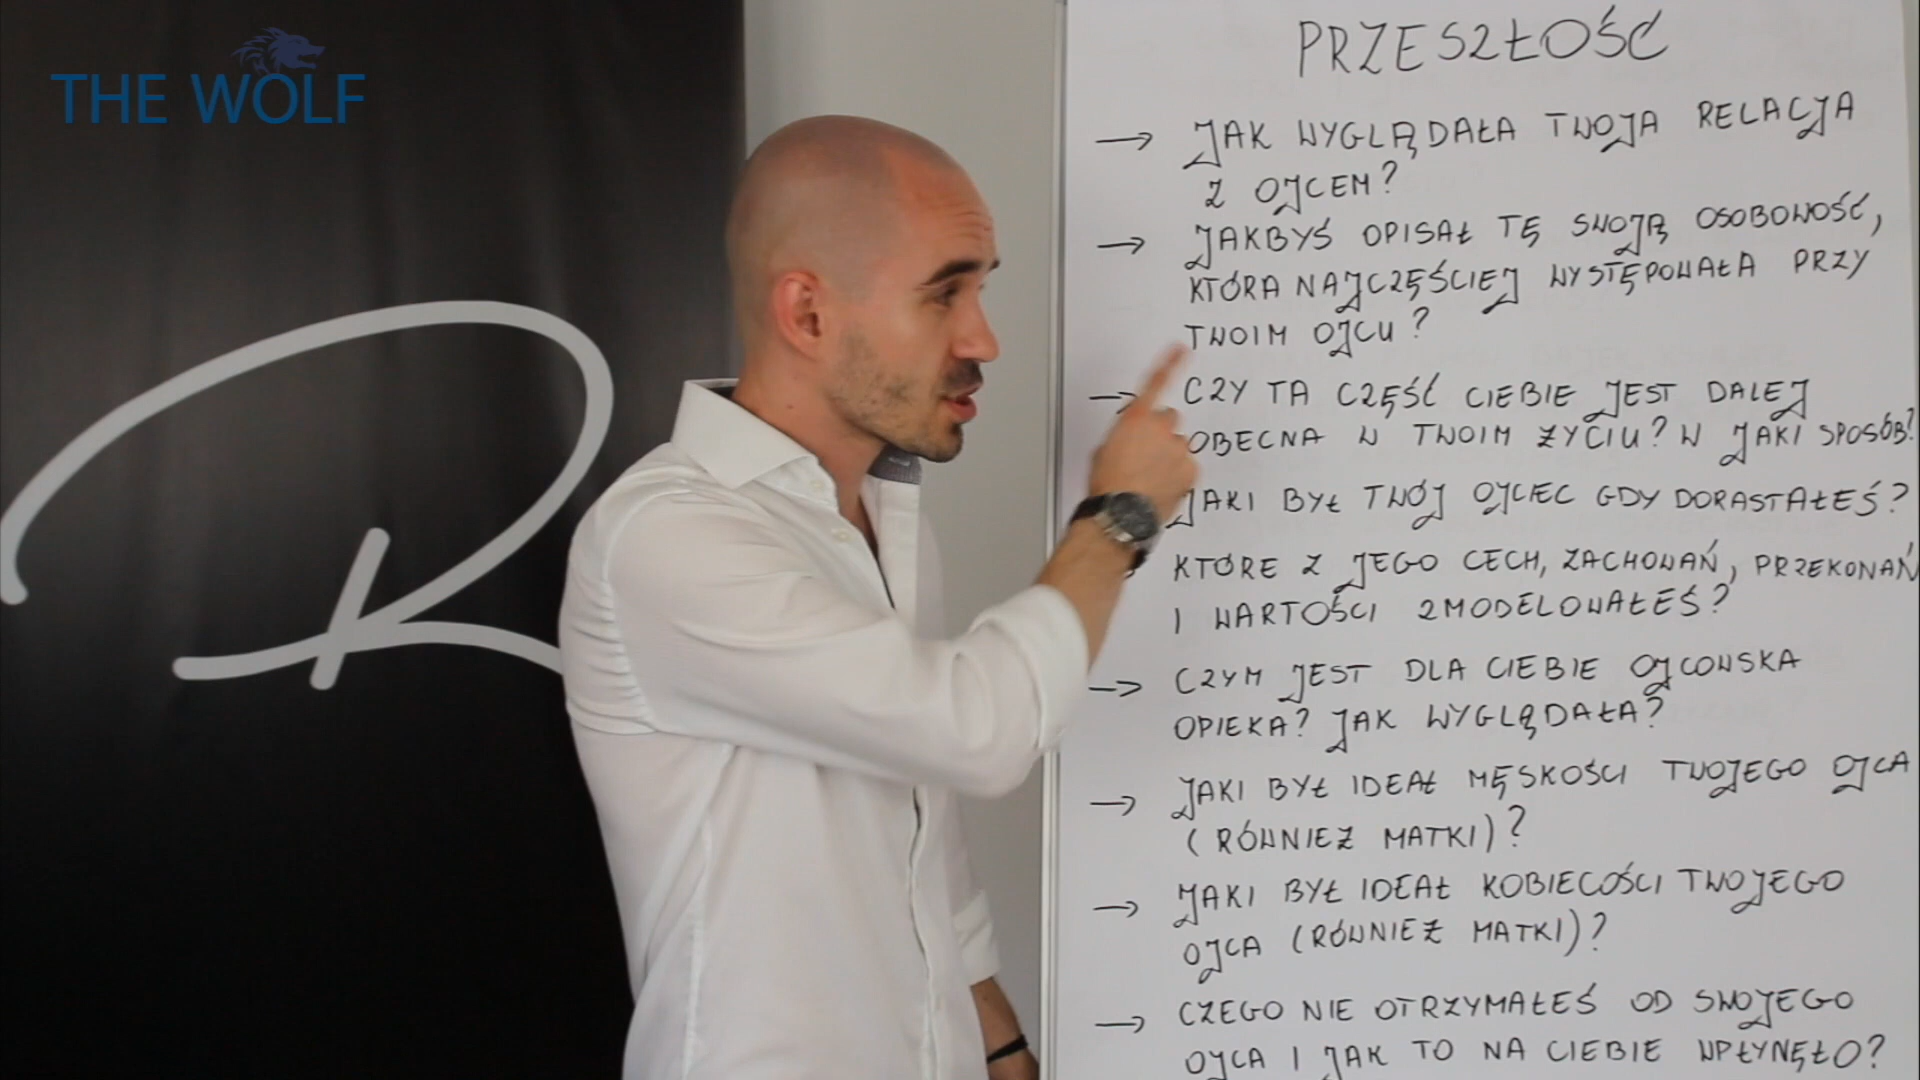 THE WOLF
R
PRZESZŁOŚĆ
→ JAK WYGLĄDAŁA TWOJA RELACJA
Z OJCEM?
→ JAKBYŚ OPISAŁ TĘ SWOJĄ OSOBOWOŚĆ,
KTÓRA NAJCZĘŚCIEJ WYSTĘPOWAŁA PRZY
TWOIM OJCU?
→ CZY TA CZĘŚĆ CIEBIE JEST DALEJ
OBECNA W TWOIM ŻYCIU? W JAKI SPOSÓB?
JAKI BYŁ TWÓJ OJCIEC GDY DORASTAŁEŚ?
KTÓRE Z JEGO CECH, ZACHOWAŃ, PRZEKONAŃ
I WARTOŚCI ZMODELOWAŁEŚ?
→ CZYM JEST DLA CIEBIE OJCOWSKA
OPIEKA? JAK WYGLĄDAŁA?
→ JAKI BYŁ IDEAŁ MĘSKOŚCI TWOJEGO OJCA
(RÓWNIEŻ MATKI)?
→ JAKI BYŁ IDEAŁ KOBIECOŚCI TWOJEGO
OJCA (RÓWNIEŻ MATKI)?
→ CZEGO NIE OTRZYMAŁEŚ OD SWOJEGO
OJCA I JAK TO NA CIEBIE WPŁYNĘŁO?